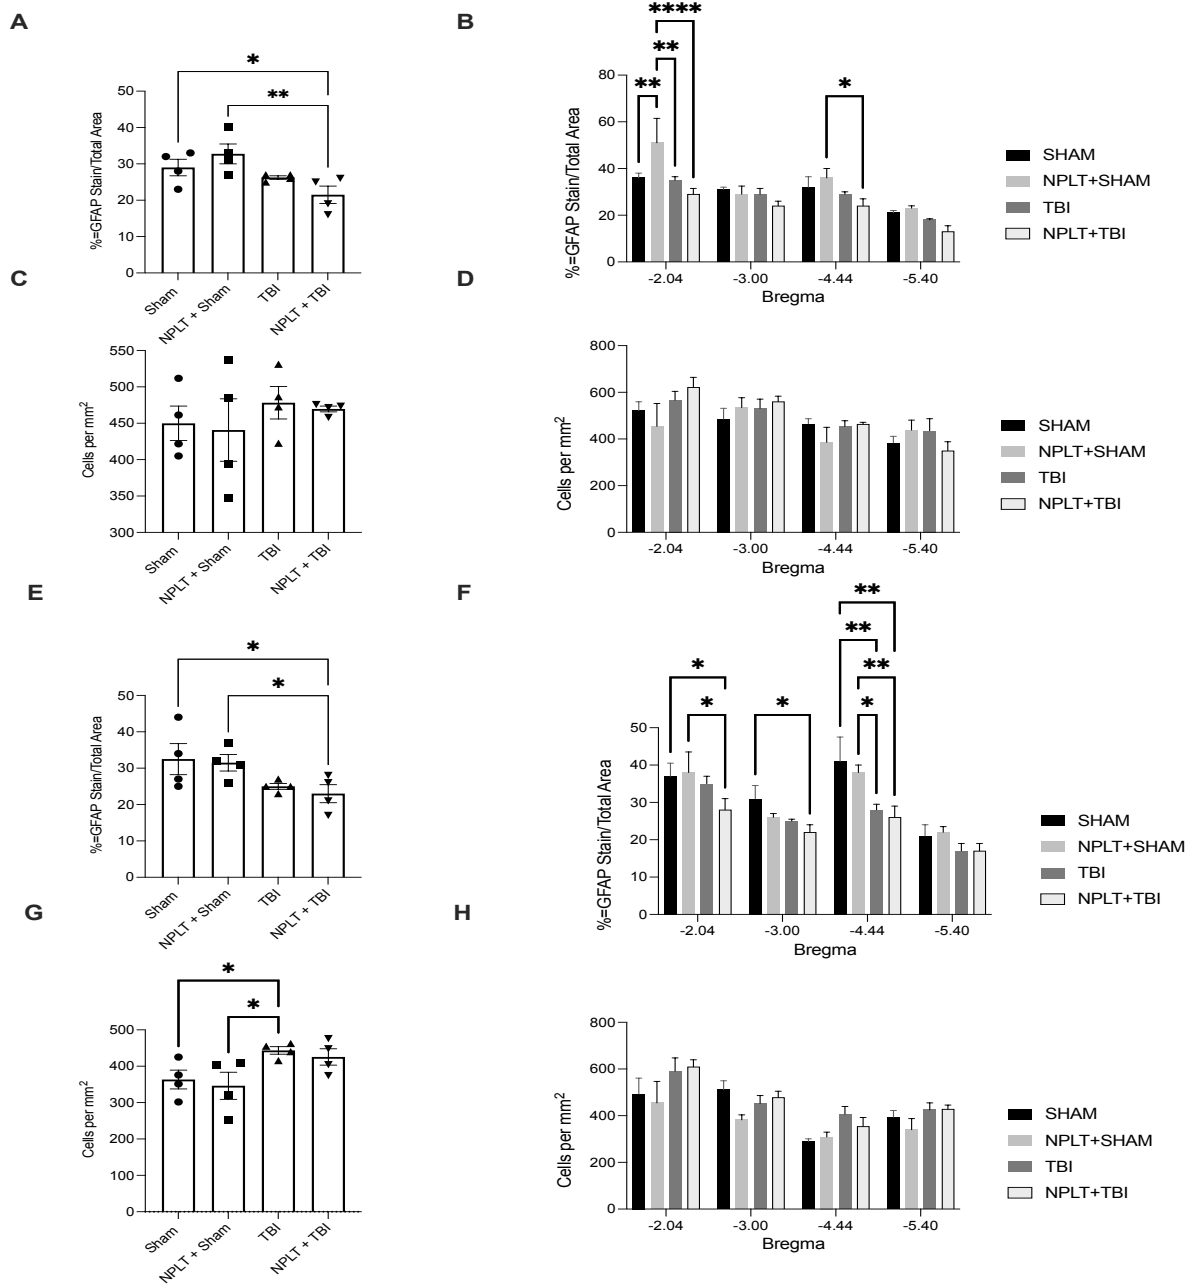 A
*
**
50
40
30
20
10
0
%=GFAP Stain/Total Area
Sham
NPLT + Sham
TBI
NPLT + TBI
B
****
**
**
*
80
60
40
20
0
%=GFAP Stain/Total Area
-2.04
-3.00
-4.44
-5.40
Bregma
SHAM
NPLT+SHAM
TBI
NPLT+TBI
C
550
500
450
400
350
300
Cells per mm2
Sham
NPLT + Sham
TBI
NPLT + TBI
D
800
600
400
200
0
Cells per mm2
-2.04
-3.00
-4.44
-5.40
Bregma
SHAM
NPLT+SHAM
TBI
NPLT+TBI
E
*
*
50
40
30
20
10
0
%=GFAP Stain/Total Area
Sham
NPLT + Sham
TBI
NPLT + TBI
F
**
**
*
**
*
*
*
50
40
30
20
10
0
%=GFAP Stain/Total Area
-2.04
-3.00
-4.44
-5.40
Bregma
SHAM
NPLT+SHAM
TBI
NPLT+TBI
G
*
*
500
400
300
200
100
0
Cells per mm2
Sham
NPLT + Sham
TBI
NPLT + TBI
H
800
600
400
200
0
Cells per mm2
-2.04
-3.00
-4.44
-5.40
Bregma
SHAM
NPLT+SHAM
TBI
NPLT+TBI